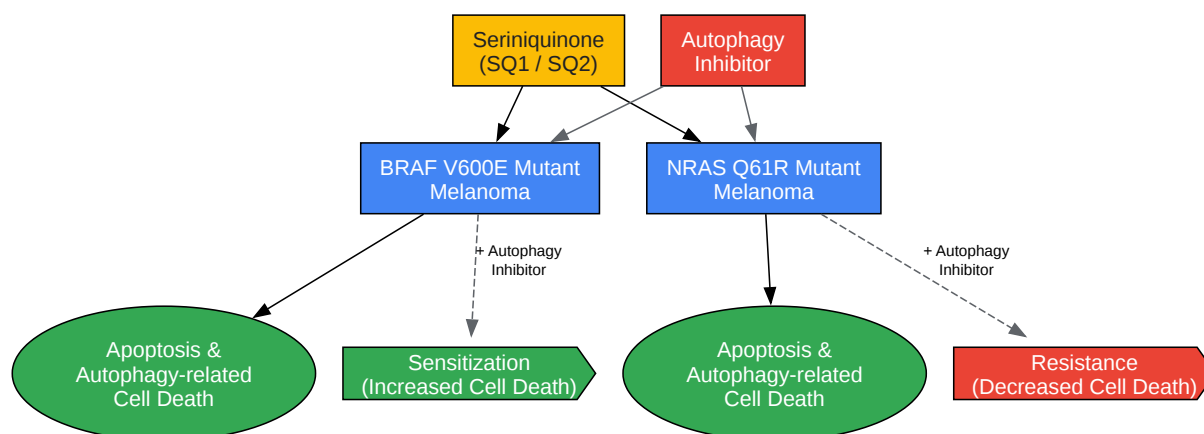 Seriniquinone
(SQ1 / SQ2)
Autophagy
Inhibitor
BRAF V600E Mutant
Melanoma
NRAS Q61R Mutant
Melanoma
+ Autophagy
Inhibitor
+ Autophagy
Inhibitor
Apoptosis &
Autophagy-related
Cell Death
Sensitization
(Increased Cell Death)
Apoptosis &
Autophagy-related
Cell Death
Resistance
(Decreased Cell Death)